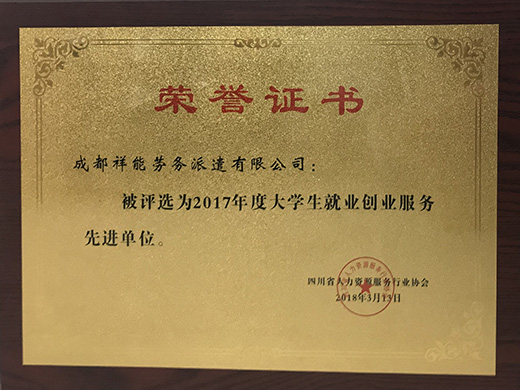 荣誉证书
成都祥能劳务派遣有限公司：
被评选为2017年度大学生就业创业服务
先进单位。
四川省人力资源服务行业协会
2018年3月13日